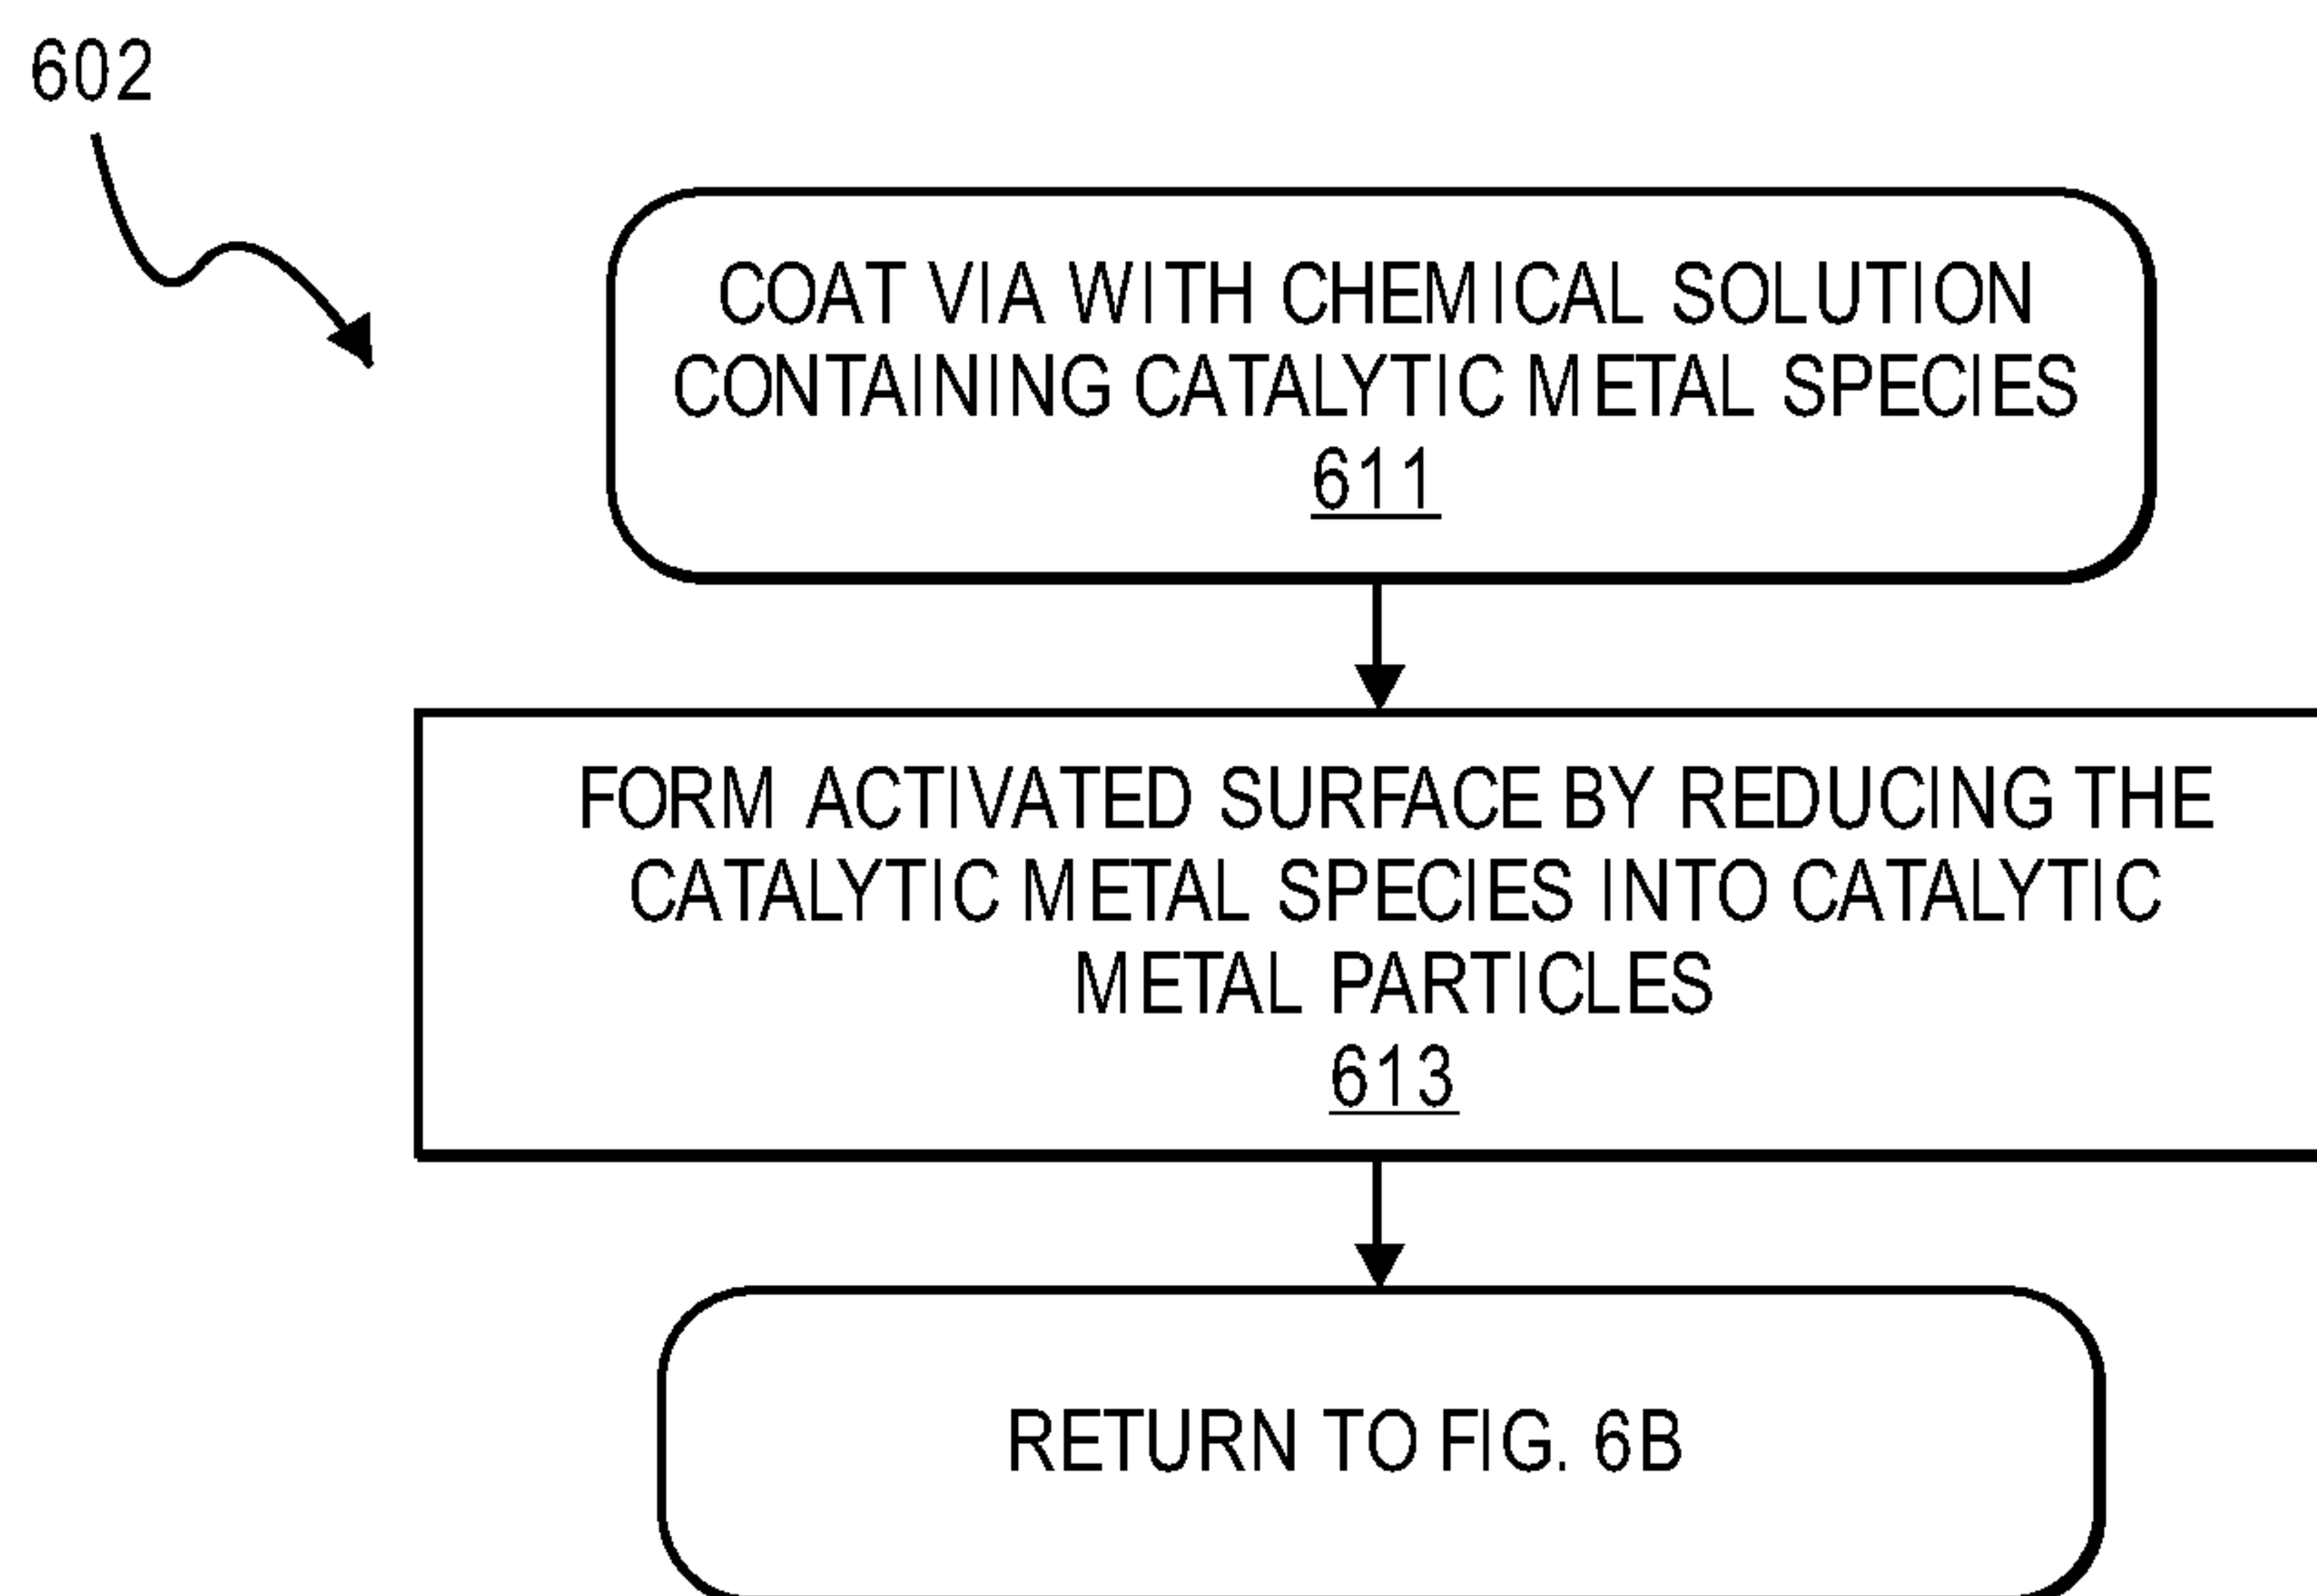 602
COAT VIA WITH CHEMICAL SOLUTION
CONTAINING CATALYTIC METAL SPECIES
611
FORM ACTIVATED SURFACE BY REDUCING THE
CATALYTIC METAL SPECIES INTO CATALYTIC
METAL PARTICLES
613
RETURN TO FIG. 6B